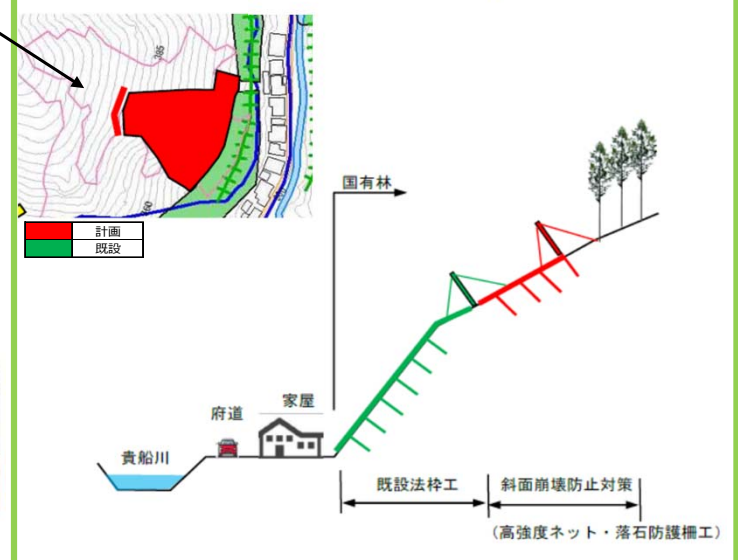 385
60
計画
既設
国有林
家屋
府道
貴船川
既設法枠工
斜面崩壊防止対策
（高強度ネット・落石防護柵工）